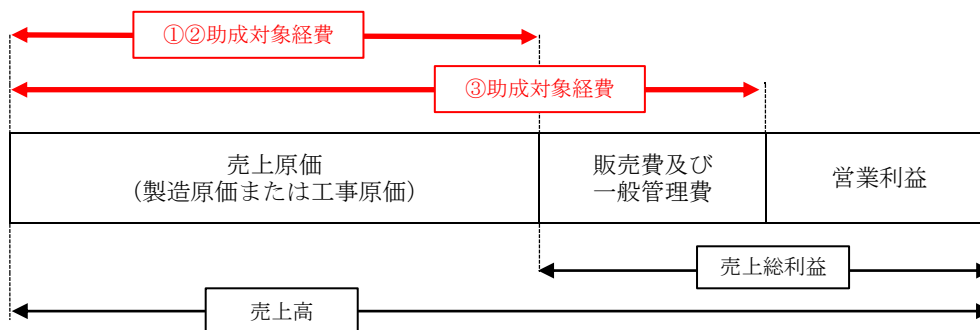 ①②助成対象経費
③助成対象経費
売上原価
（製造原価または工事原価）
販売費及び
一般管理費
営業利益
売上総利益
売上高